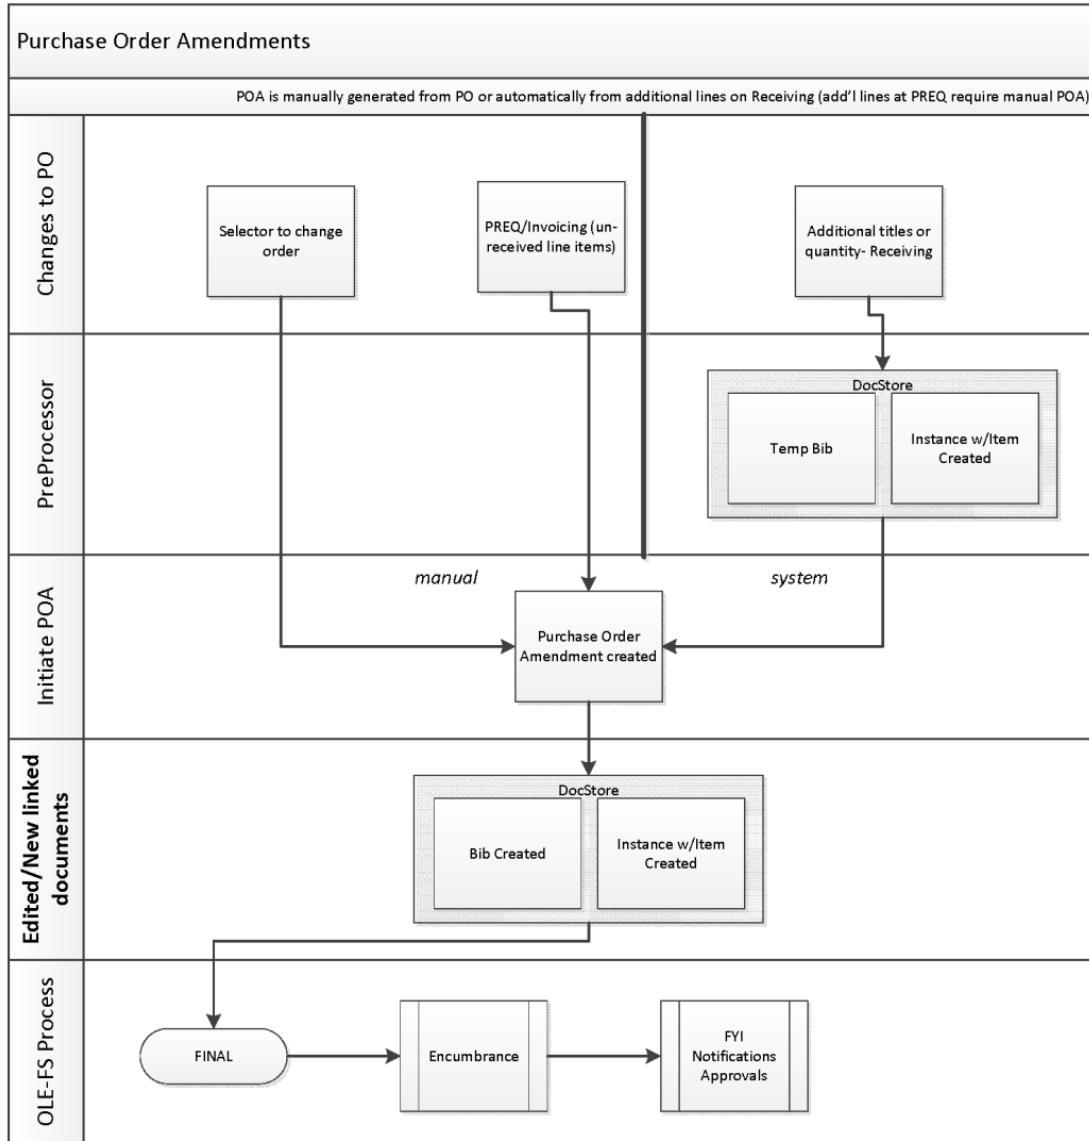 Purchase Order Amendments
POA is manually generated from PO or automatically from additional lines on Receiving (add'l lines at PREQ require manual POA)
Changes to PO
Selector to change
order
PREQ/Invoicing (un-
received line items)
Additional titles or
quantity- Receiving
PreProcessor
DocStore
Temp Bib
Instance w/Item
Created
Initiate POA
manual
system
Purchase Order
Amendment created
Edited/New linked
documents
DocStore
Bib Created
Instance w/Item
Created
OLE-FS Process
FINAL
Encumbrance
FYI
Notifications
Approvals